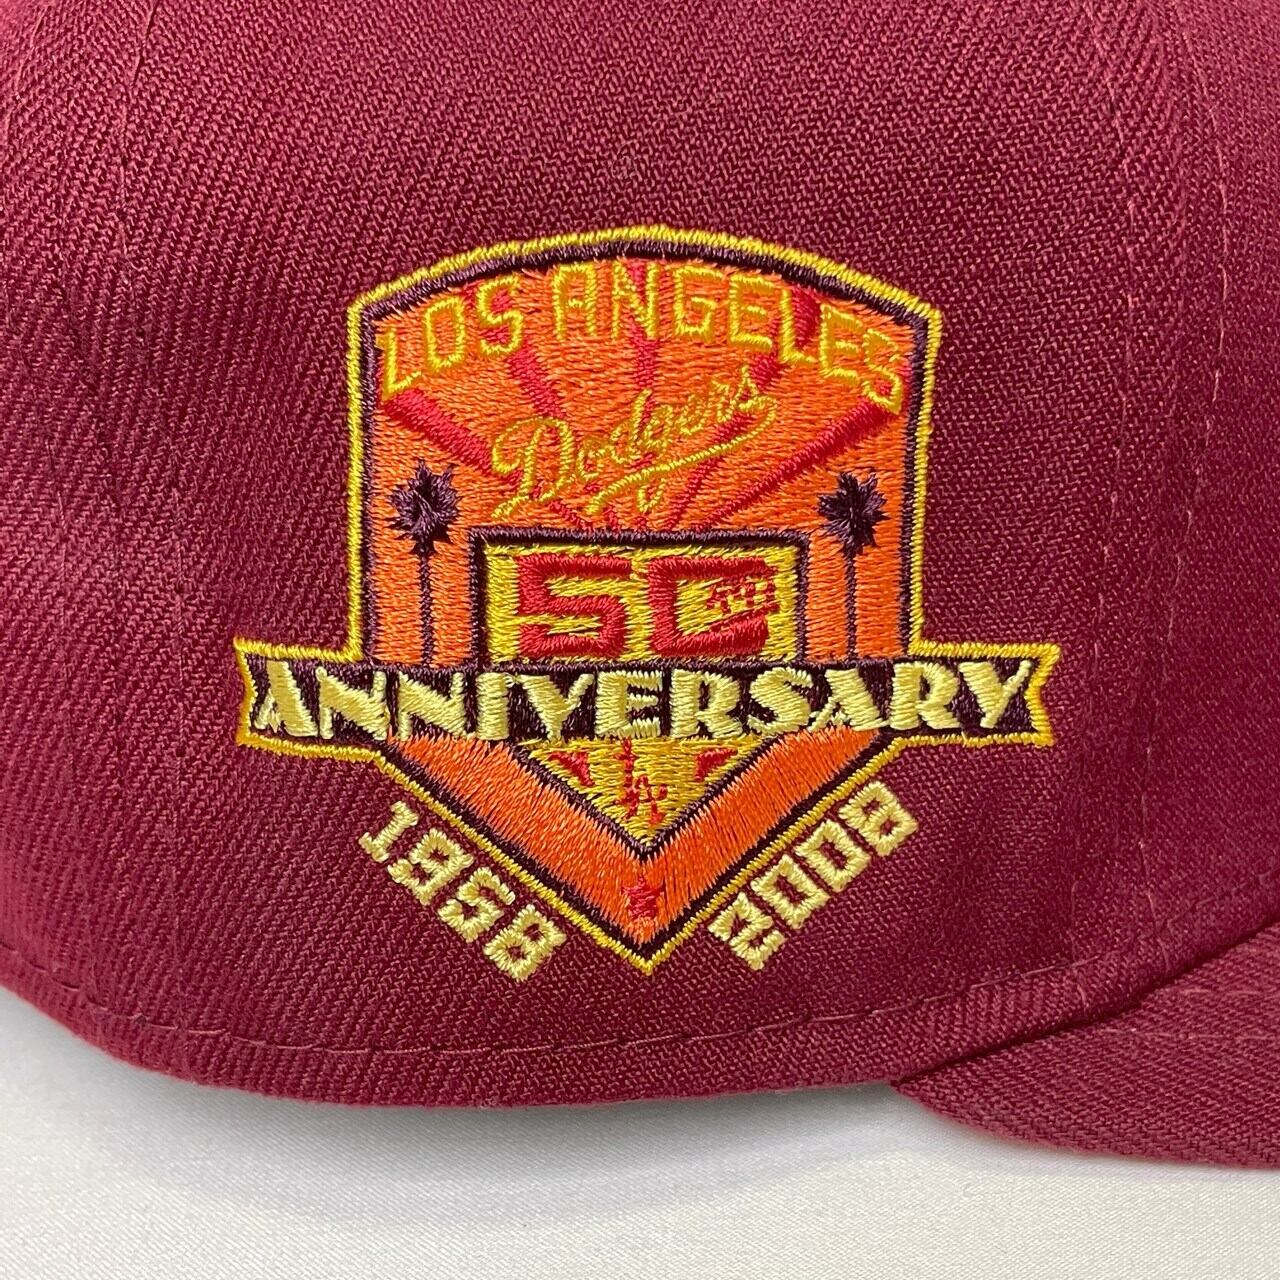 LOS ANGELES
Dodgers
50TH
ANNIVERSARY
LA
1958 2008